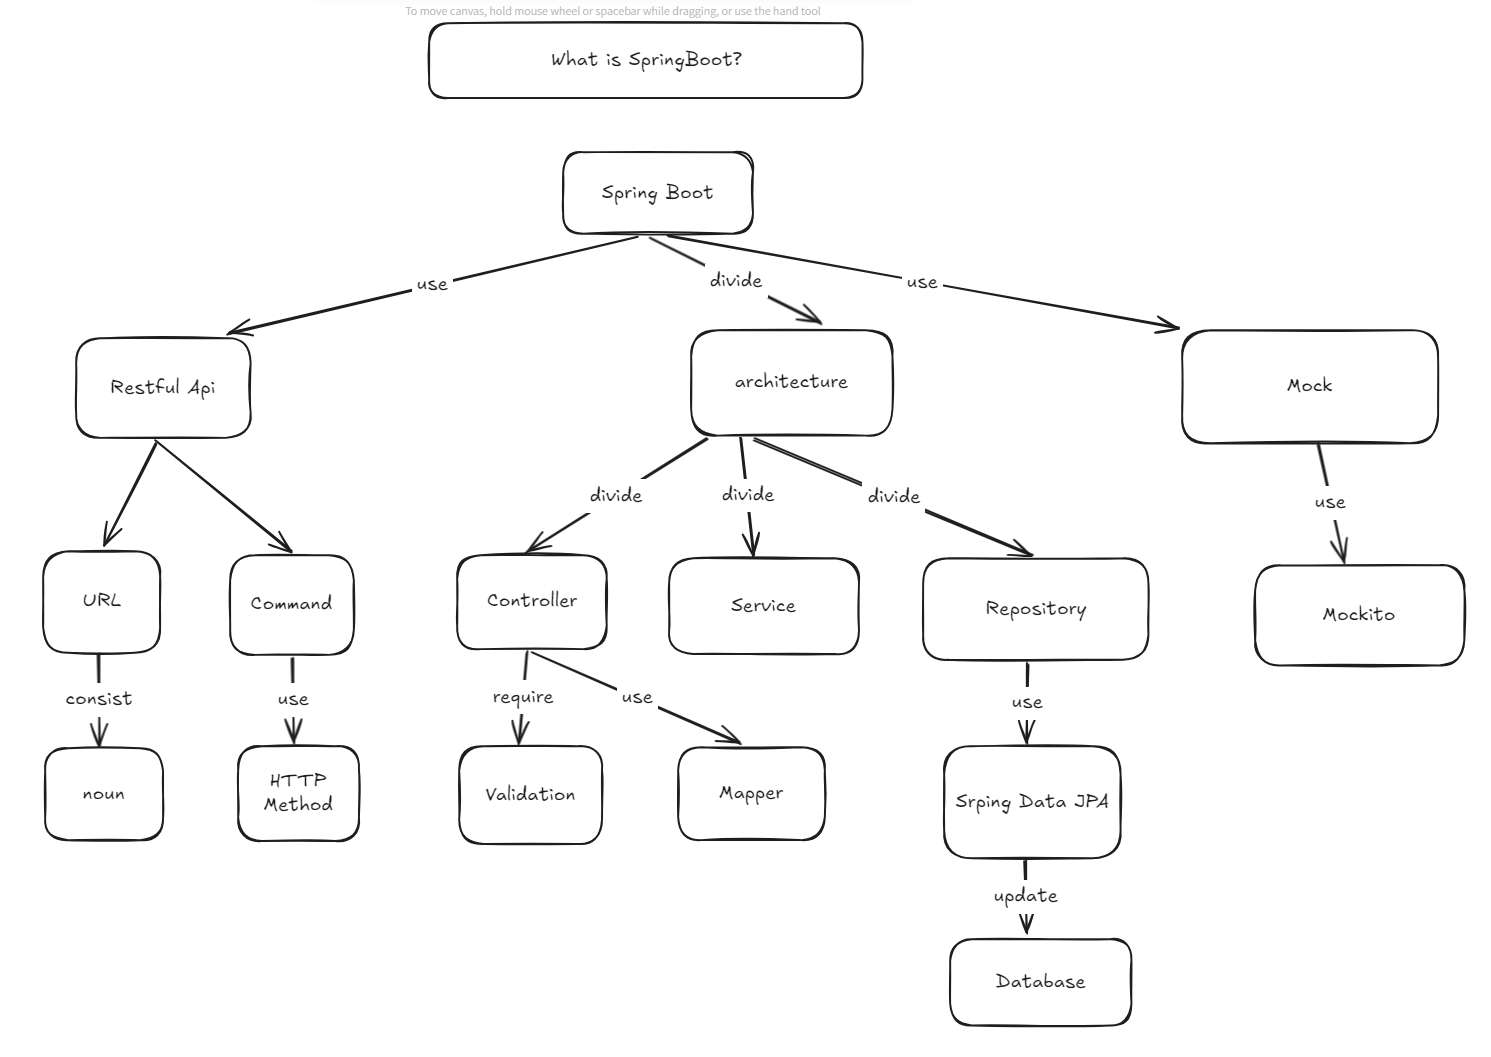 To move canvas, hold mouse wheel or spacebar while dragging, or use the hand tool
What is SpringBoot?
Spring Boot
use
divide
use
Restful Api
architecture
Mock
divide
divide
divide
use
URL
Command
Controller
Service
Repository
Mockito
consist
use
require
use
use
noun
HTTP
Method
Validation
Mapper
Srping Data JPA
update
Database